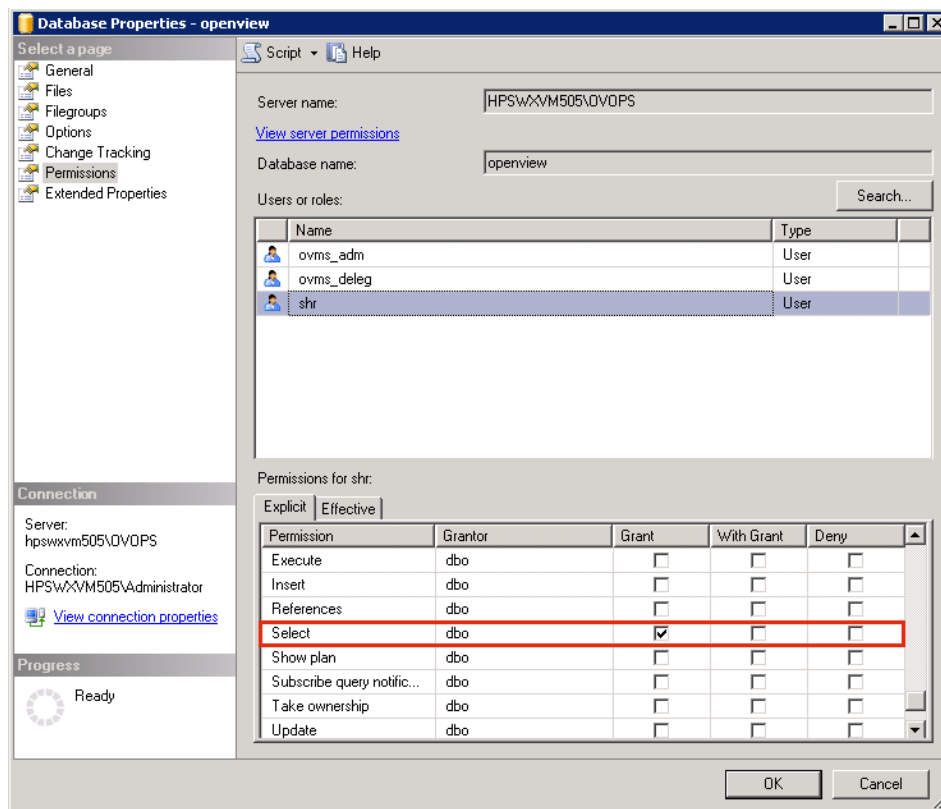 Database Properties - openview
Select a page
General
Files
Filegroups
Options
Change Tracking
Permissions
Extended Properties
Script Help
Server name: HPSWXVM505\OVOPS
View server permissions
Database name: openview
Users or roles: Search...
Name Type
ovms_adm User
ovms_deleg User
shr User
Permissions for shr:
Explicit Effective
Permission Grantor Grant With Grant Deny
Execute dbo
Insert dbo
References dbo
Select dbo
Show plan dbo
Subscribe query notific... dbo
Take ownership dbo
Update dbo
Connection
Server:
hpswxvm505\OVOPS
Connection:
HPSWXVM505\Administrator
View connection properties
Progress
Ready
OK Cancel